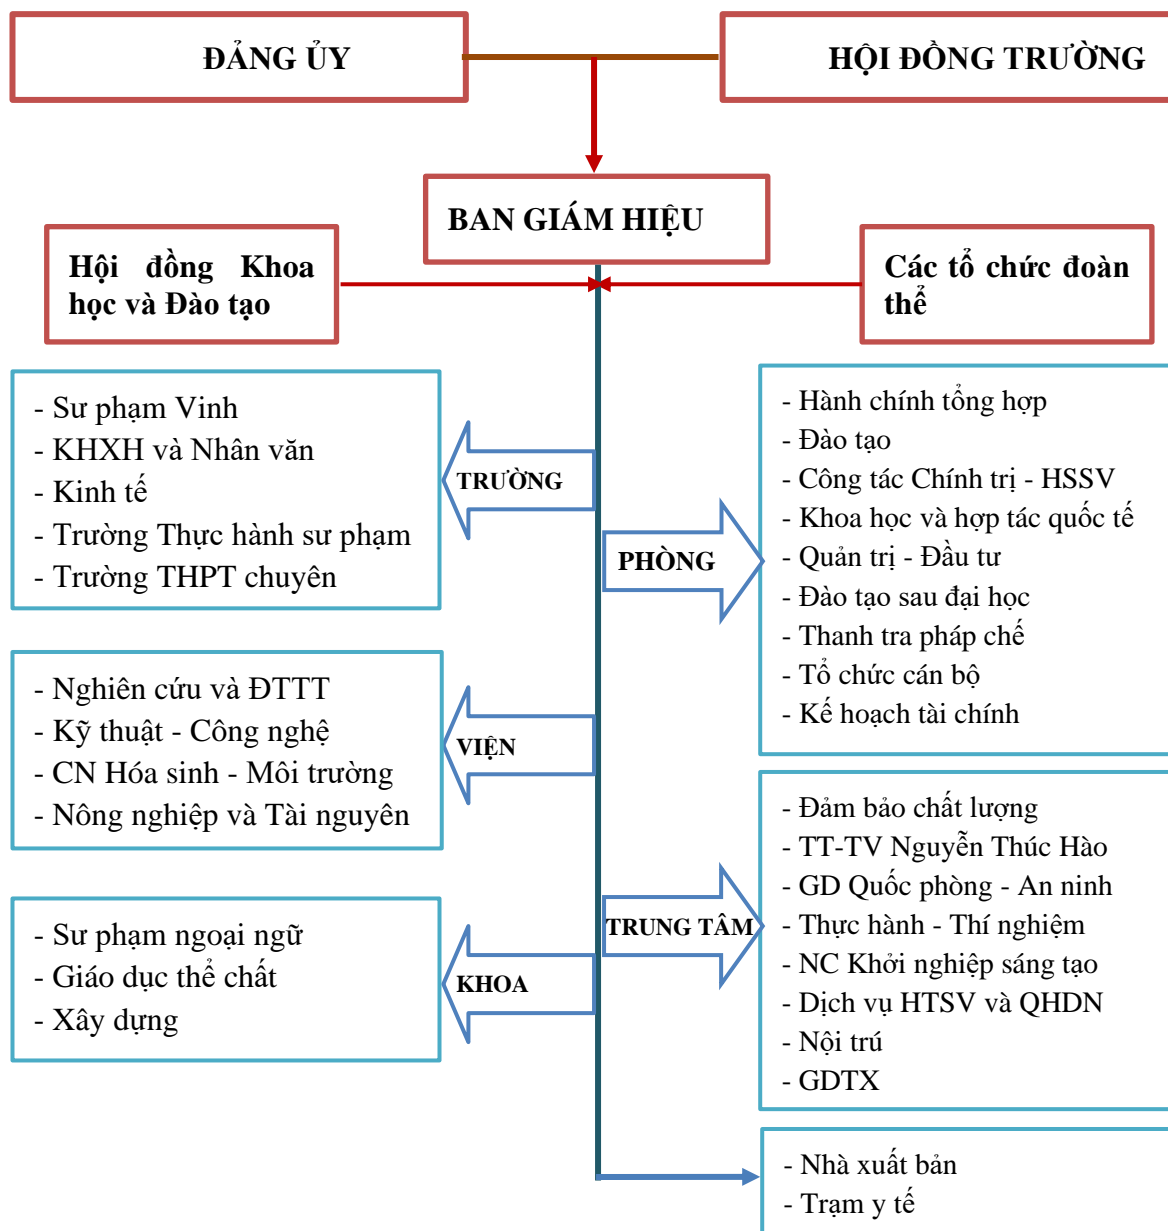 ĐẢNG ỦY
HỘI ĐỒNG TRƯỜNG
BAN GIÁM HIỆU
Hội đồng Khoa
học và Đào tạo
Các tổ chức đoàn
thể
- Sư phạm Vinh
- KHXH và Nhân văn
- Kinh tế
- Trường Thực hành sư phạm
- Trường THPT chuyên
TRƯỜNG
- Hành chính tổng hợp
- Đào tạo
- Công tác Chính trị - HSSV
- Khoa học và hợp tác quốc tế
- Quản trị - Đầu tư
- Đào tạo sau đại học
- Thanh tra pháp chế
- Tổ chức cán bộ
- Kế hoạch tài chính
PHÒNG
- Nghiên cứu và ĐTTT
- Kỹ thuật - Công nghệ
- CN Hóa sinh - Môi trường
- Nông nghiệp và Tài nguyên
VIỆN
- Đảm bảo chất lượng
- TT-TV Nguyễn Thúc Hào
- GD Quốc phòng - An ninh
- Thực hành - Thí nghiệm
- NC Khởi nghiệp sáng tạo
- Dịch vụ HTSV và QHDN
- Nội trú
- GDTX
TRUNG TÂM
- Sư phạm ngoại ngữ
- Giáo dục thể chất
- Xây dựng
KHOA
- Nhà xuất bản
- Trạm y tế